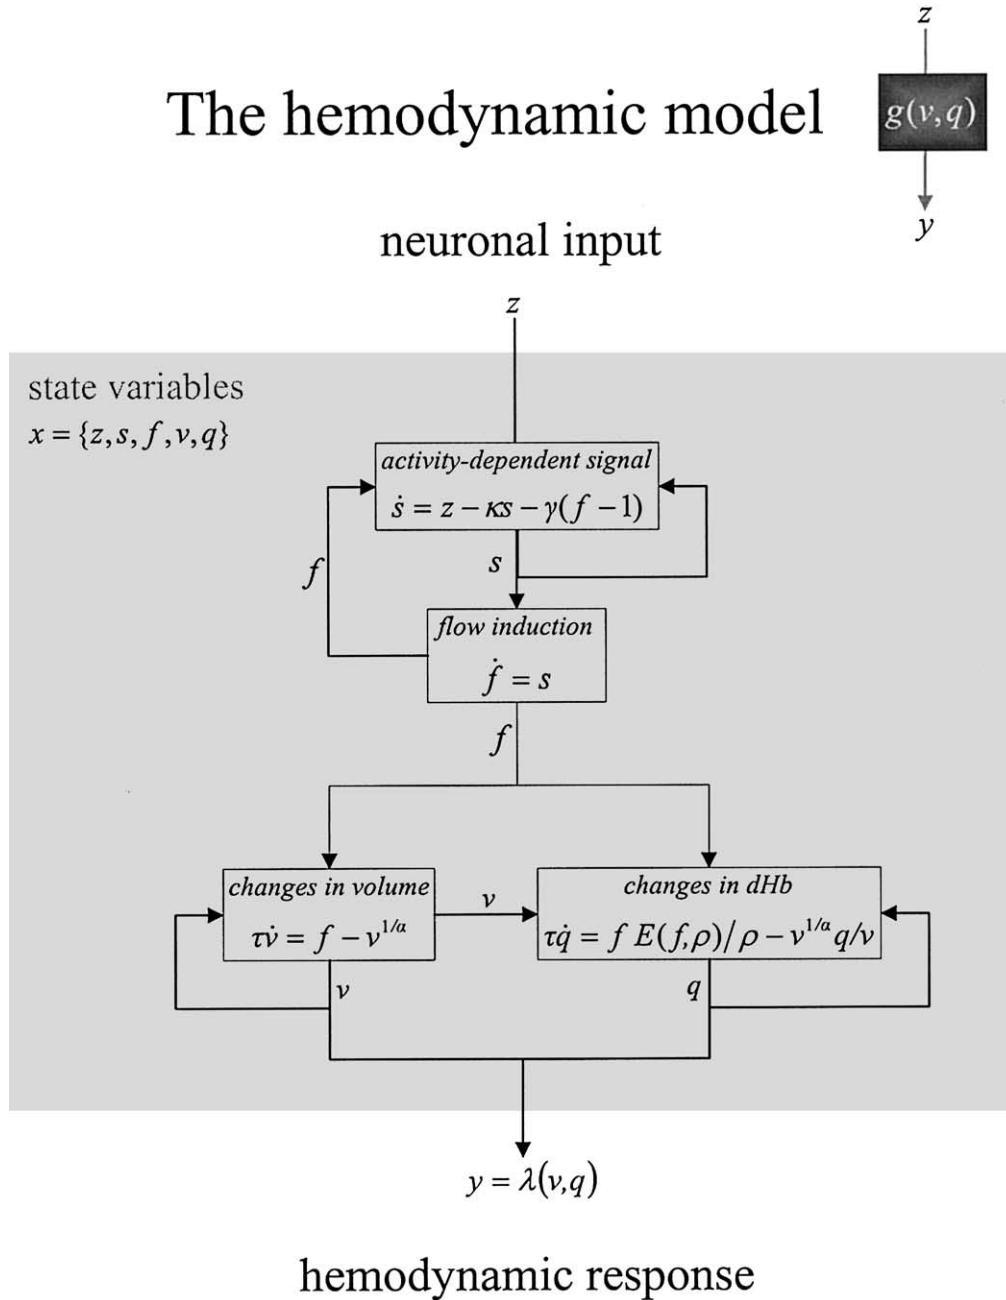 z
The hemodynamic model
g(v,q)
y
neuronal input
z
state variables
x = {z,s,f,v,q}
activity-dependent signal
ṡ = z − κs − γ(f − 1)
s
f
flow induction
ḟ = s
f
changes in volume
τv̇ = f − v^{1/α}
v
changes in dHb
τq̇ = f E(f,ρ)/ρ − v^{1/α} q/v
v
q
y = λ(v,q)
hemodynamic response